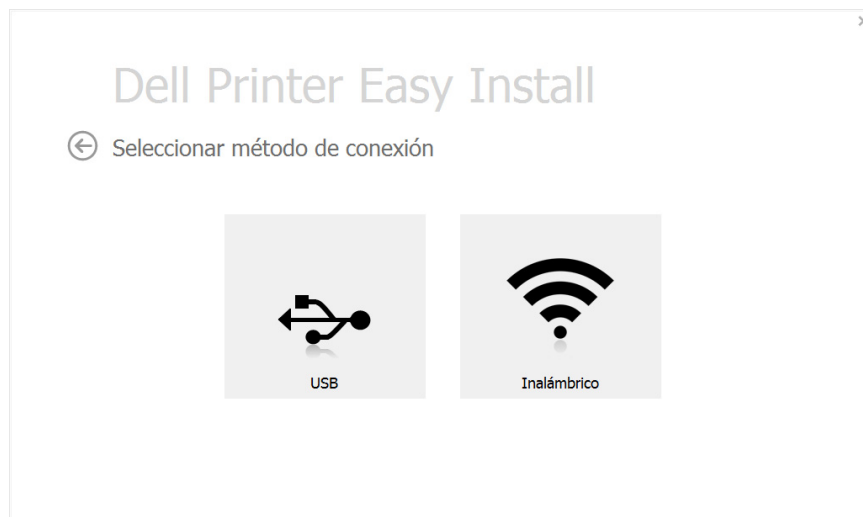 Dell Printer Easy Install
Seleccionar método de conexión
USB
Inalámbrico